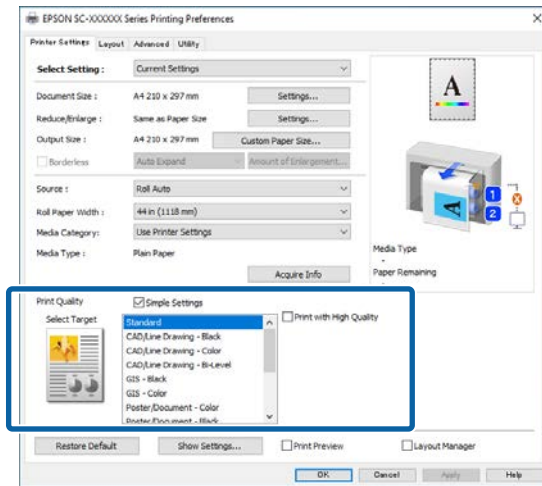 EPSON SC-XXXXXX Series Printing Preferences
Printer Settings Layout Advanced Utility
Select Setting : Current Settings
Document Size : A4 210 x 297 mm Settings...
Reduce/Enlarge : Same as Paper Size Settings...
Output Size : A4 210 x 297 mm Custom Paper Size...
Borderless Auto Expand Amount of Enlargement...
Source : Roll Auto
Roll Paper Width : 44 in (1118 mm)
Media Category: Use Printer Settings
Media Type : Plain Paper
Acquire Info
A
A
1
2
Media Type
-
Paper Remaining
-
Print Quality Simple Settings
Select Target
Standard
CAD/Line Drawing - Black
CAD/Line Drawing - Color
CAD/Line Drawing - Bi-Level
GIS - Black
GIS - Color
Poster/Document - Color
Poster/Document - Black
Print with High Quality
Restore Default Show Settings... Print Preview Layout Manager
OK Cancel Apply Help